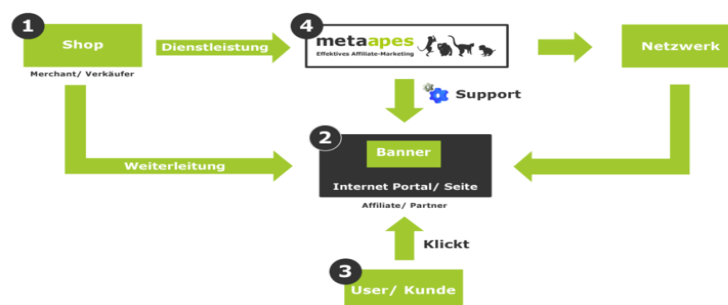 1
Shop
Merchant/ Verkäufer
Dienstleistung
4
metaapes
Effektives Affiliate-Marketing
Netzwerk
Support
Weiterleitung
2
Banner
Internet Portal/ Seite
Affiliate/ Partner
Klickt
3
User/ Kunde